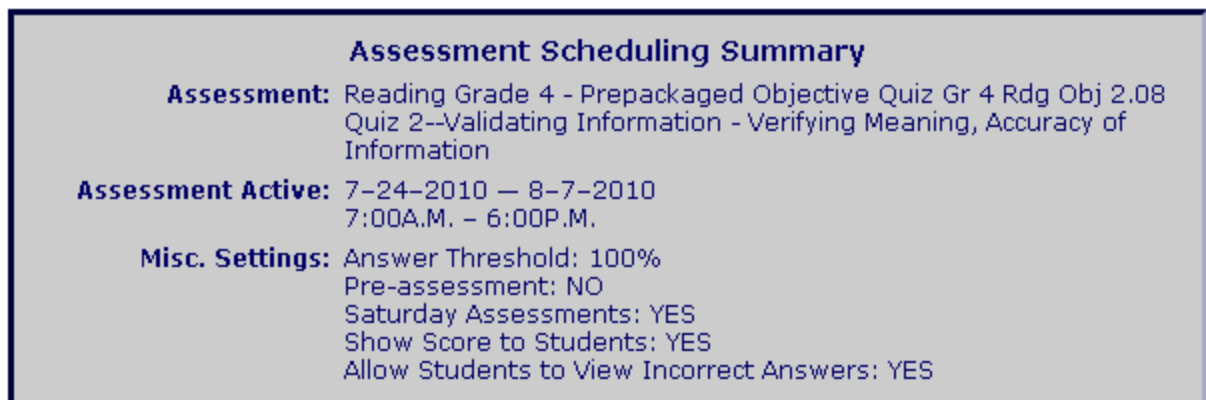 Assessment Scheduling Summary
Assessment: Reading Grade 4 - Prepackaged Objective Quiz Gr 4 Rdg Obj 2.08
Quiz 2--Validating Information - Verifying Meaning, Accuracy of
Information
Assessment Active: 7–24–2010 — 8–7–2010
7:00A.M. – 6:00P.M.
Misc. Settings: Answer Threshold: 100%
Pre-assessment: NO
Saturday Assessments: YES
Show Score to Students: YES
Allow Students to View Incorrect Answers: YES